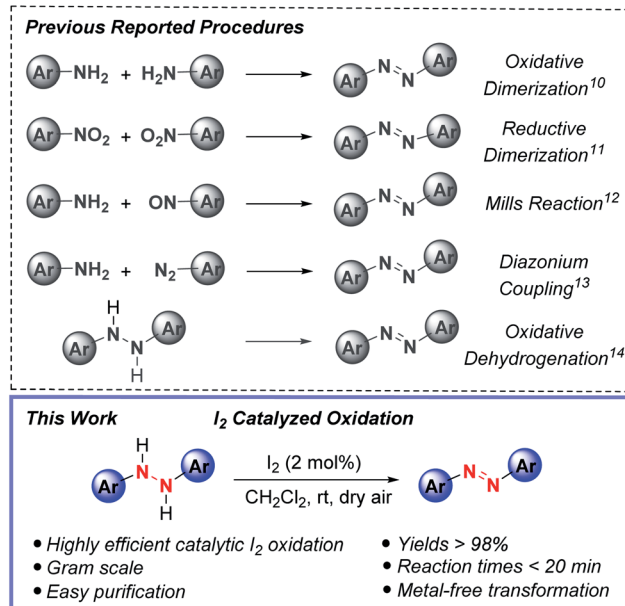 Previous Reported Procedures
Ar NH2 + H2N Ar Ar N N Ar Oxidative
Dimerization10
Ar NO2 + O2N Ar Ar N N Ar Reductive
Dimerization11
Ar NH2 + ON Ar Ar N N Ar Mills Reaction12
Ar NH2 + N2 Ar Ar N N Ar Diazonium
Coupling13
H
Ar N N Ar Ar N N Ar Oxidative
H Dehydrogenation14
This Work I2 Catalyzed Oxidation
H
Ar N N Ar I2 (2 mol%) Ar N N Ar
H CH2Cl2, rt, dry air
• Highly efficient catalytic I2 oxidation • Yields > 98%
• Gram scale • Reaction times < 20 min
• Easy purification • Metal-free transformation